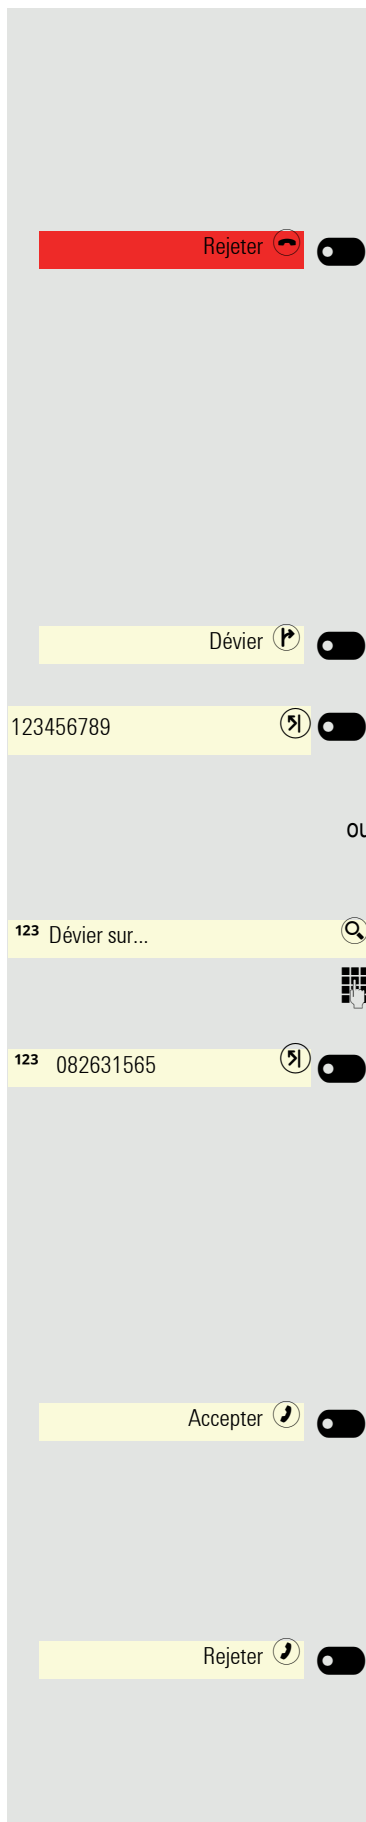 Rejeter
Dévier
123456789
ou
123 Dévier sur...
123 082631565
Accepter
Rejeter